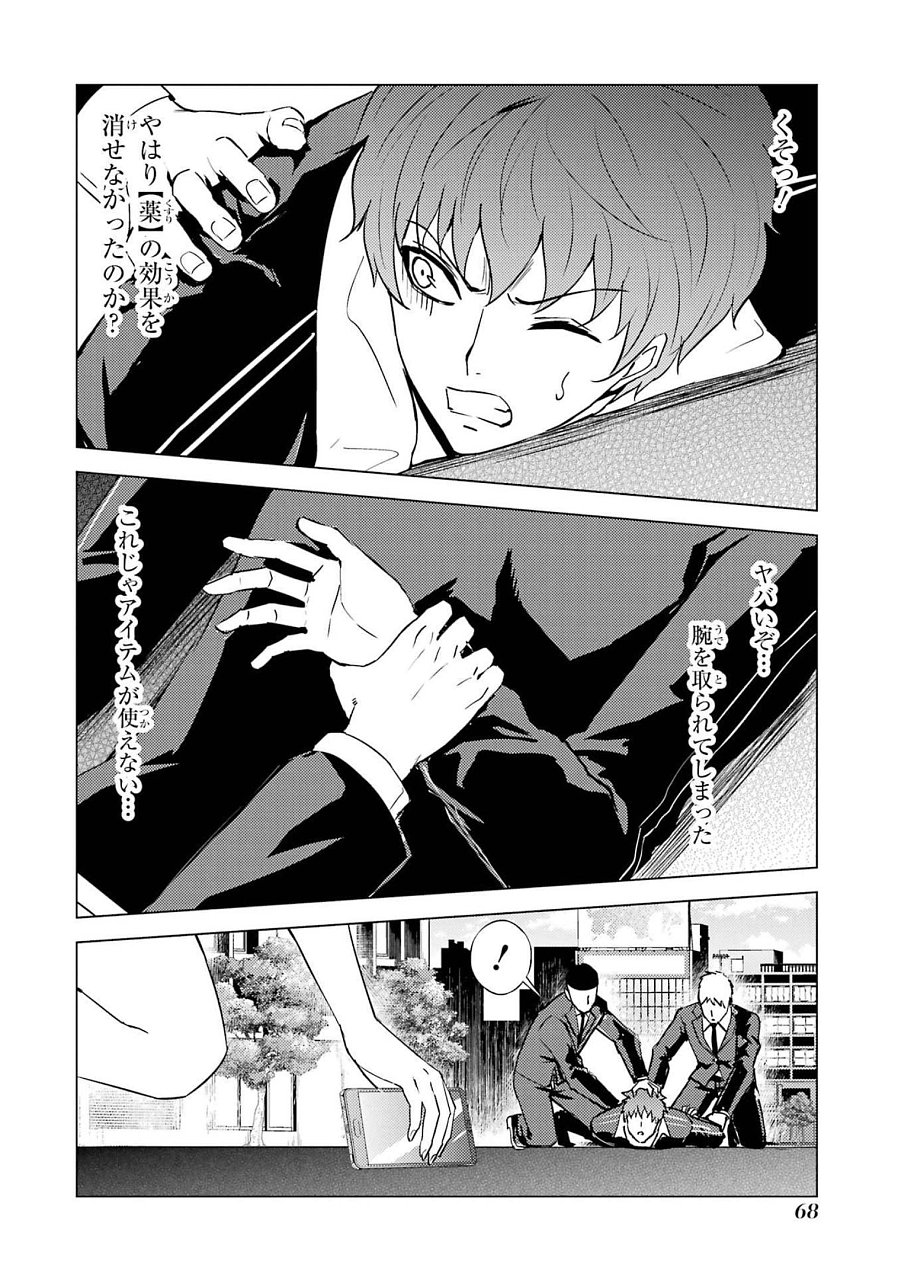 くそっ！
やはり【薬】の効果を
消せなかったのか？
ヤバいぞ…
腕を取られてしまった
これじゃアイテムが使えない…
！
68